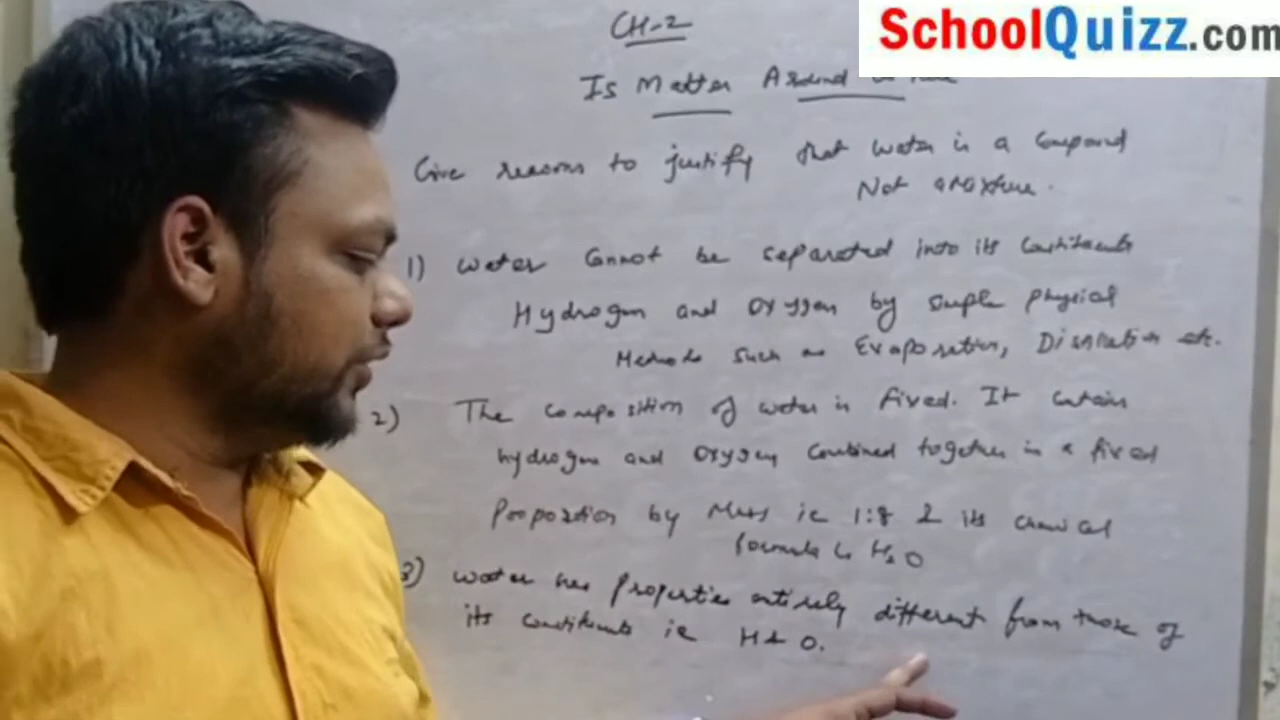 SchoolQuizz.com
CH-2
Is Matter Around
Give reasons to justify that water is a compound
Not a mixture.
1) Water cannot be separated into its constituents
Hydrogen and oxygen by simple physical
Methods such as Evaporation, Distillation etc.
2) The composition of water is fixed. It contains
hydrogen and oxygen combined together in a fixed
Proportion by Mass ie 1:8 & its chemical
formula is H₂O
3) water has properties entirely different from those of
its constituents ie H & O.